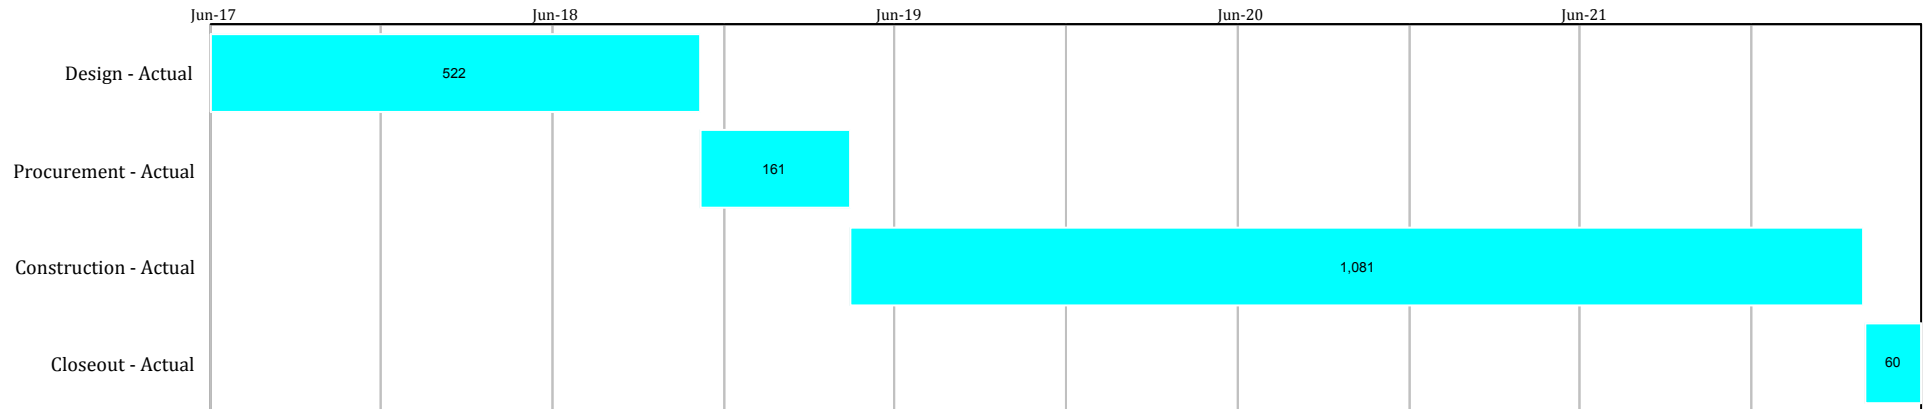 Jun-17 Jun-18 Jun-19 Jun-20 Jun-21
Design - Actual 522
Procurement - Actual 161
Construction - Actual 1,081
Closeout - Actual 60